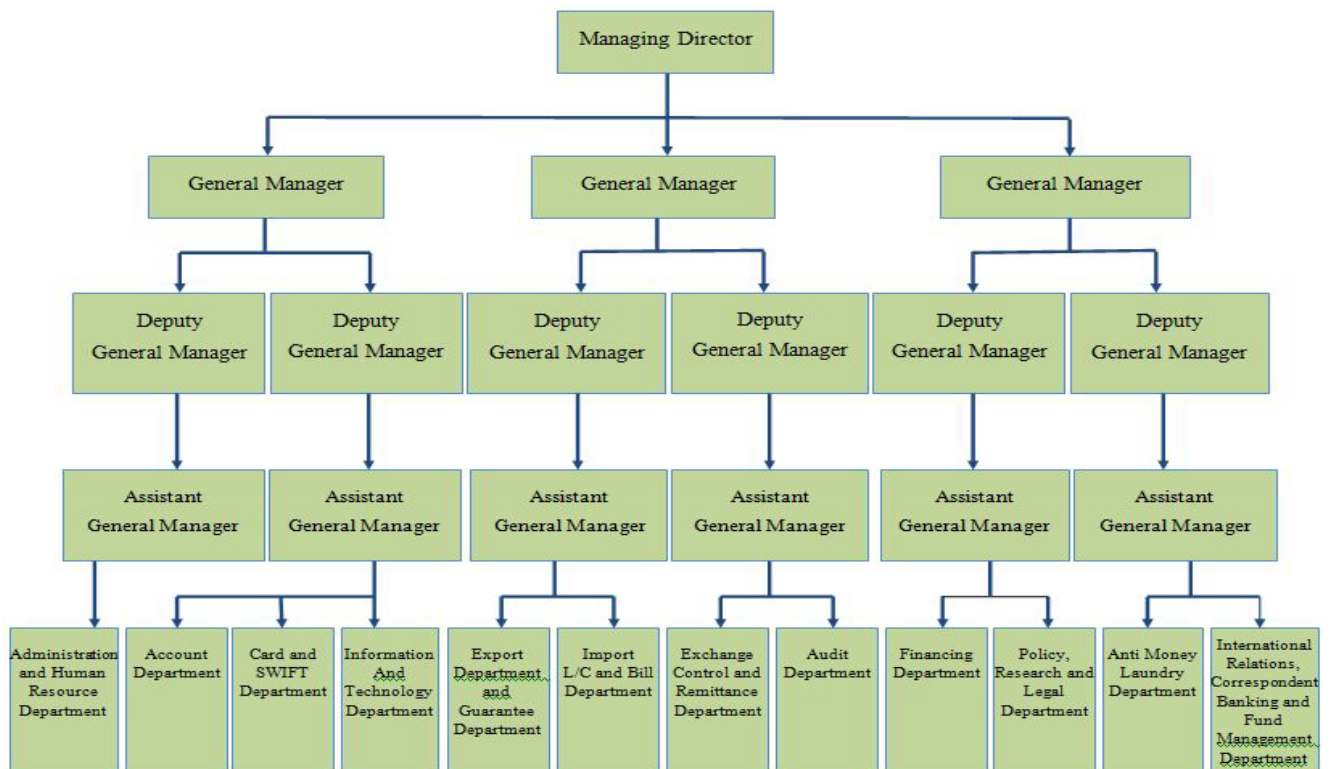 Managing Director
General Manager
General Manager
General Manager
Deputy
General Manager
Deputy
General Manager
Deputy
General Manager
Deputy
General Manager
Deputy
General Manager
Deputy
General Manager
Assistant
General Manager
Assistant
General Manager
Assistant
General Manager
Assistant
General Manager
Assistant
General Manager
Assistant
General Manager
Administration
and Human
Resource
Department
Account
Department
Card and
SWIFT
Department
Information
And
Technology
Department
Export
Department
and
Guarantee
Department
Import
L/C and Bill
Department
Exchange
Control and
Remittance
Department
Audit
Department
Financing
Department
Policy,
Research and
Legal
Department
Anti Money
Laundry
Department
International
Relations,
Correspondent
Banking and
Fund
Management
Department